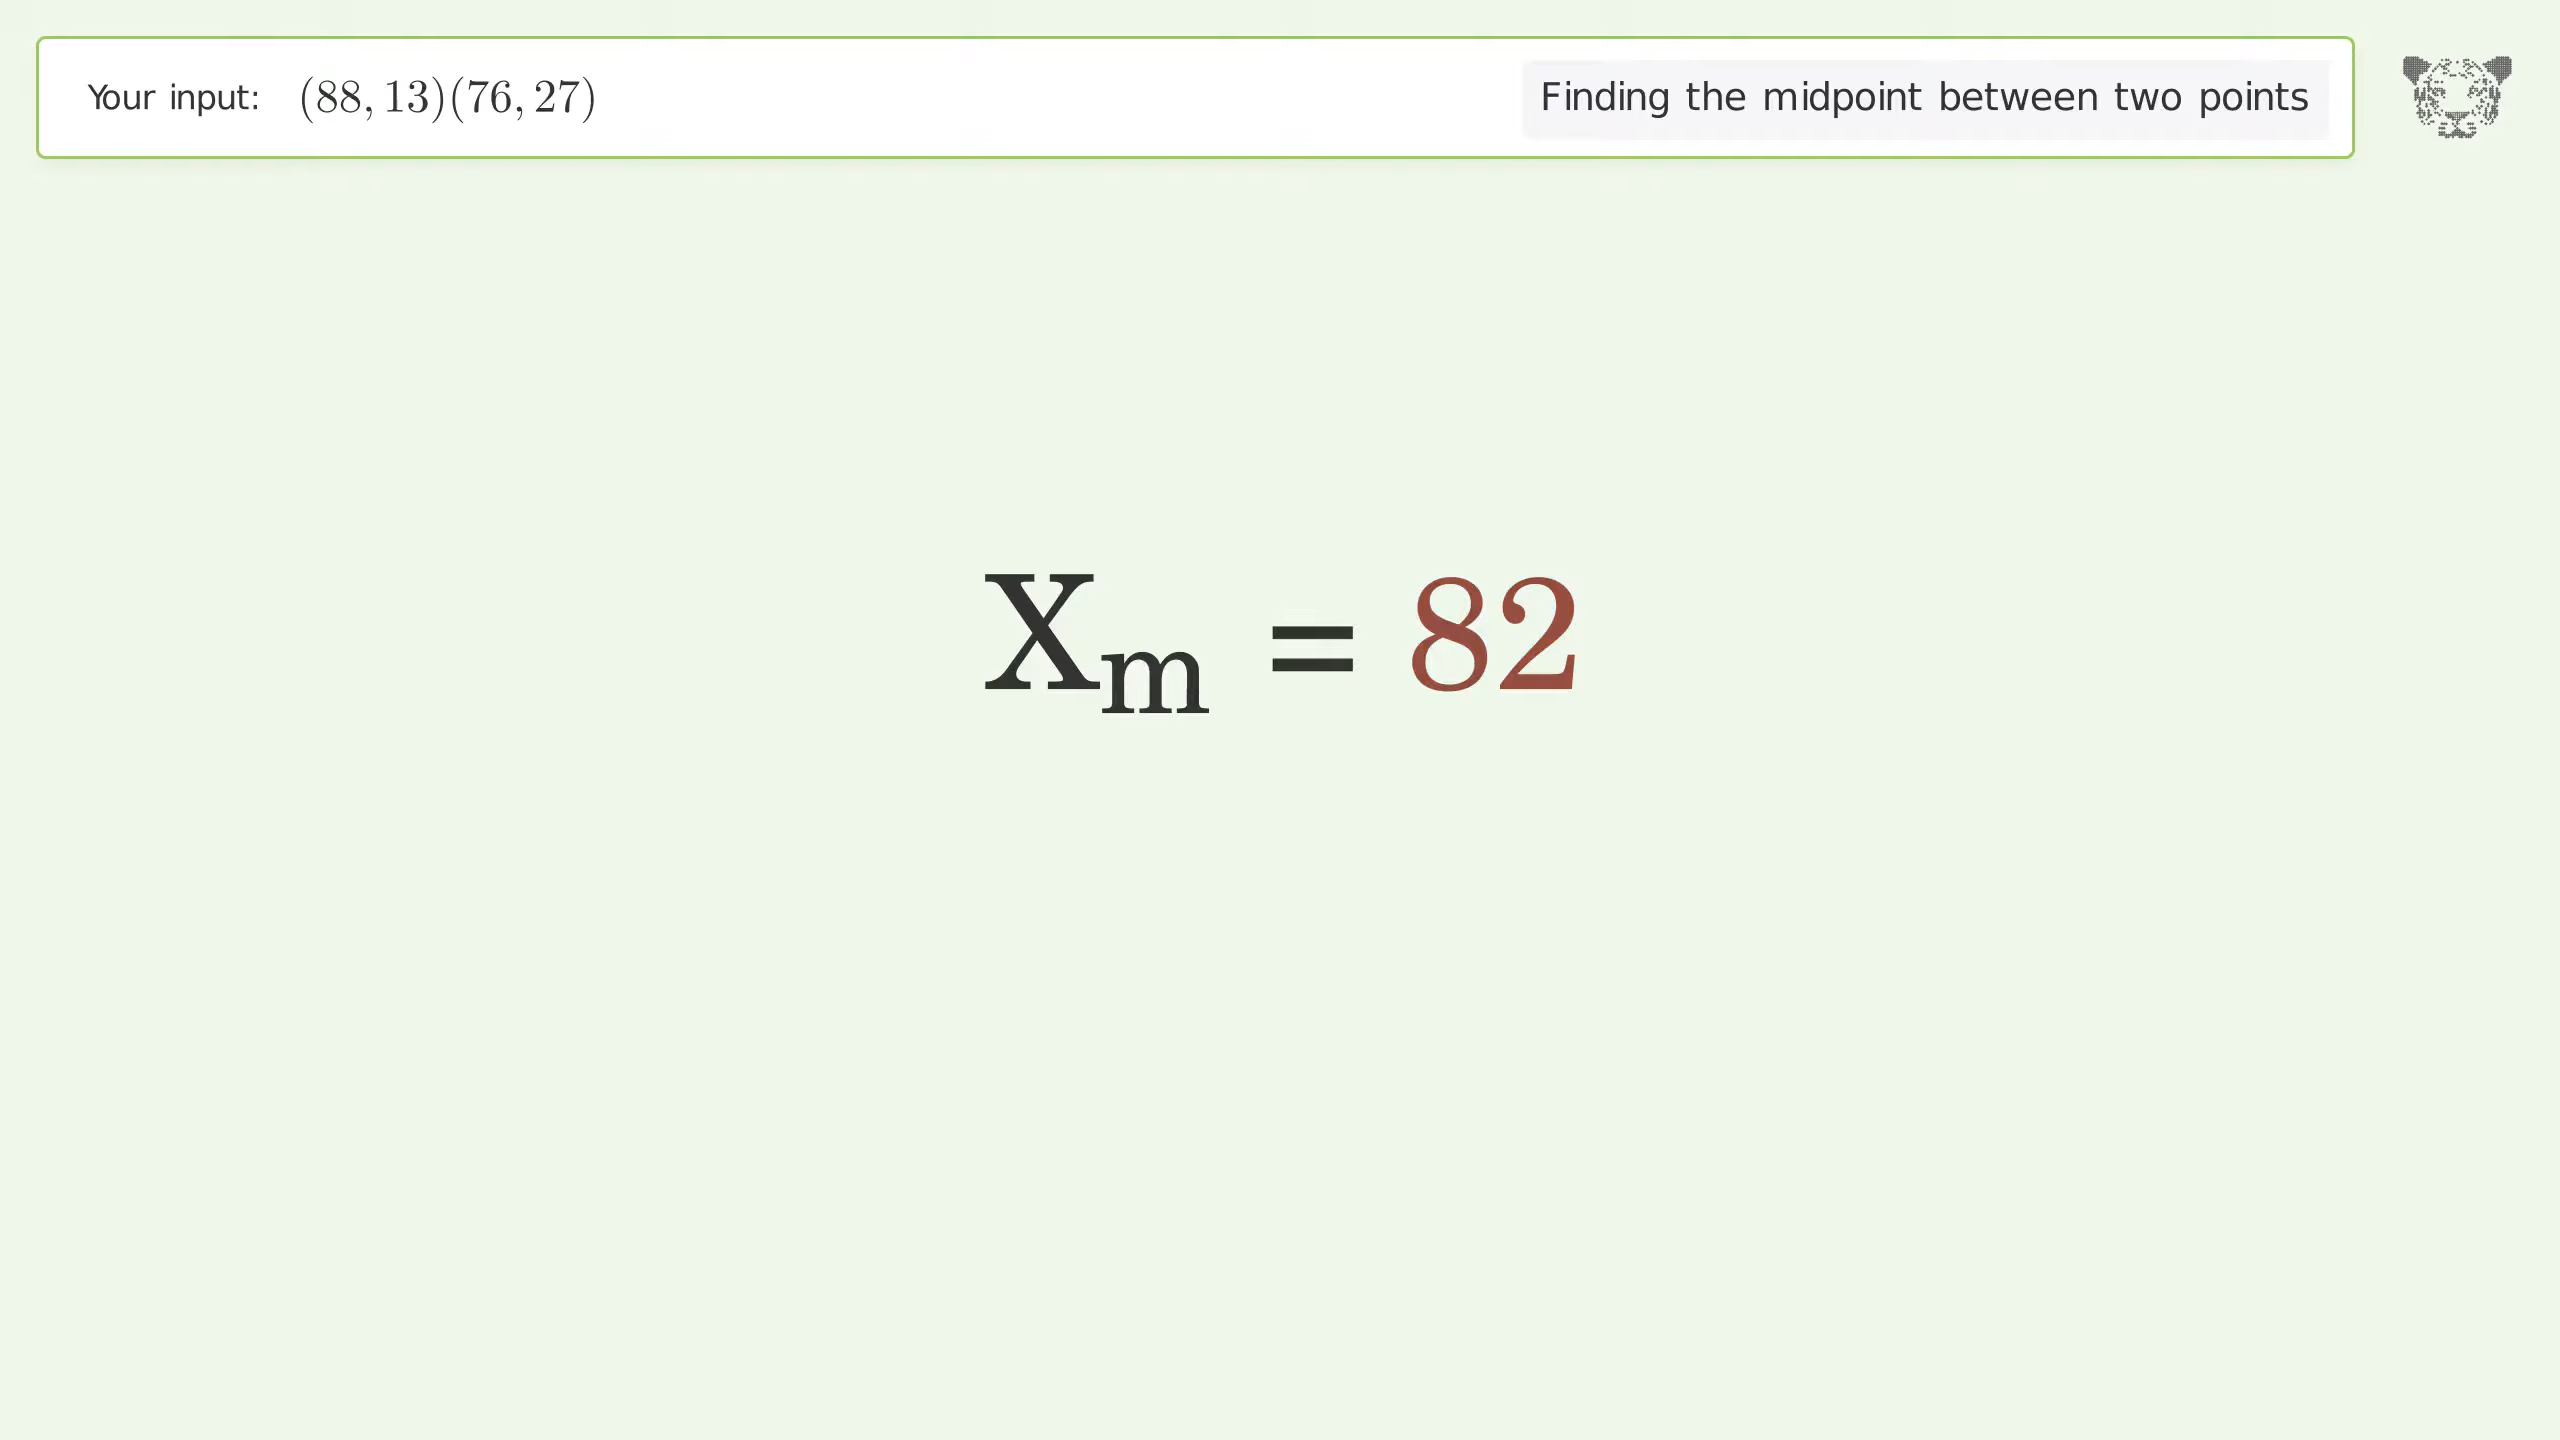 Your input: (88, 13)(76, 27)
Finding the midpoint between two points
Xm = 82